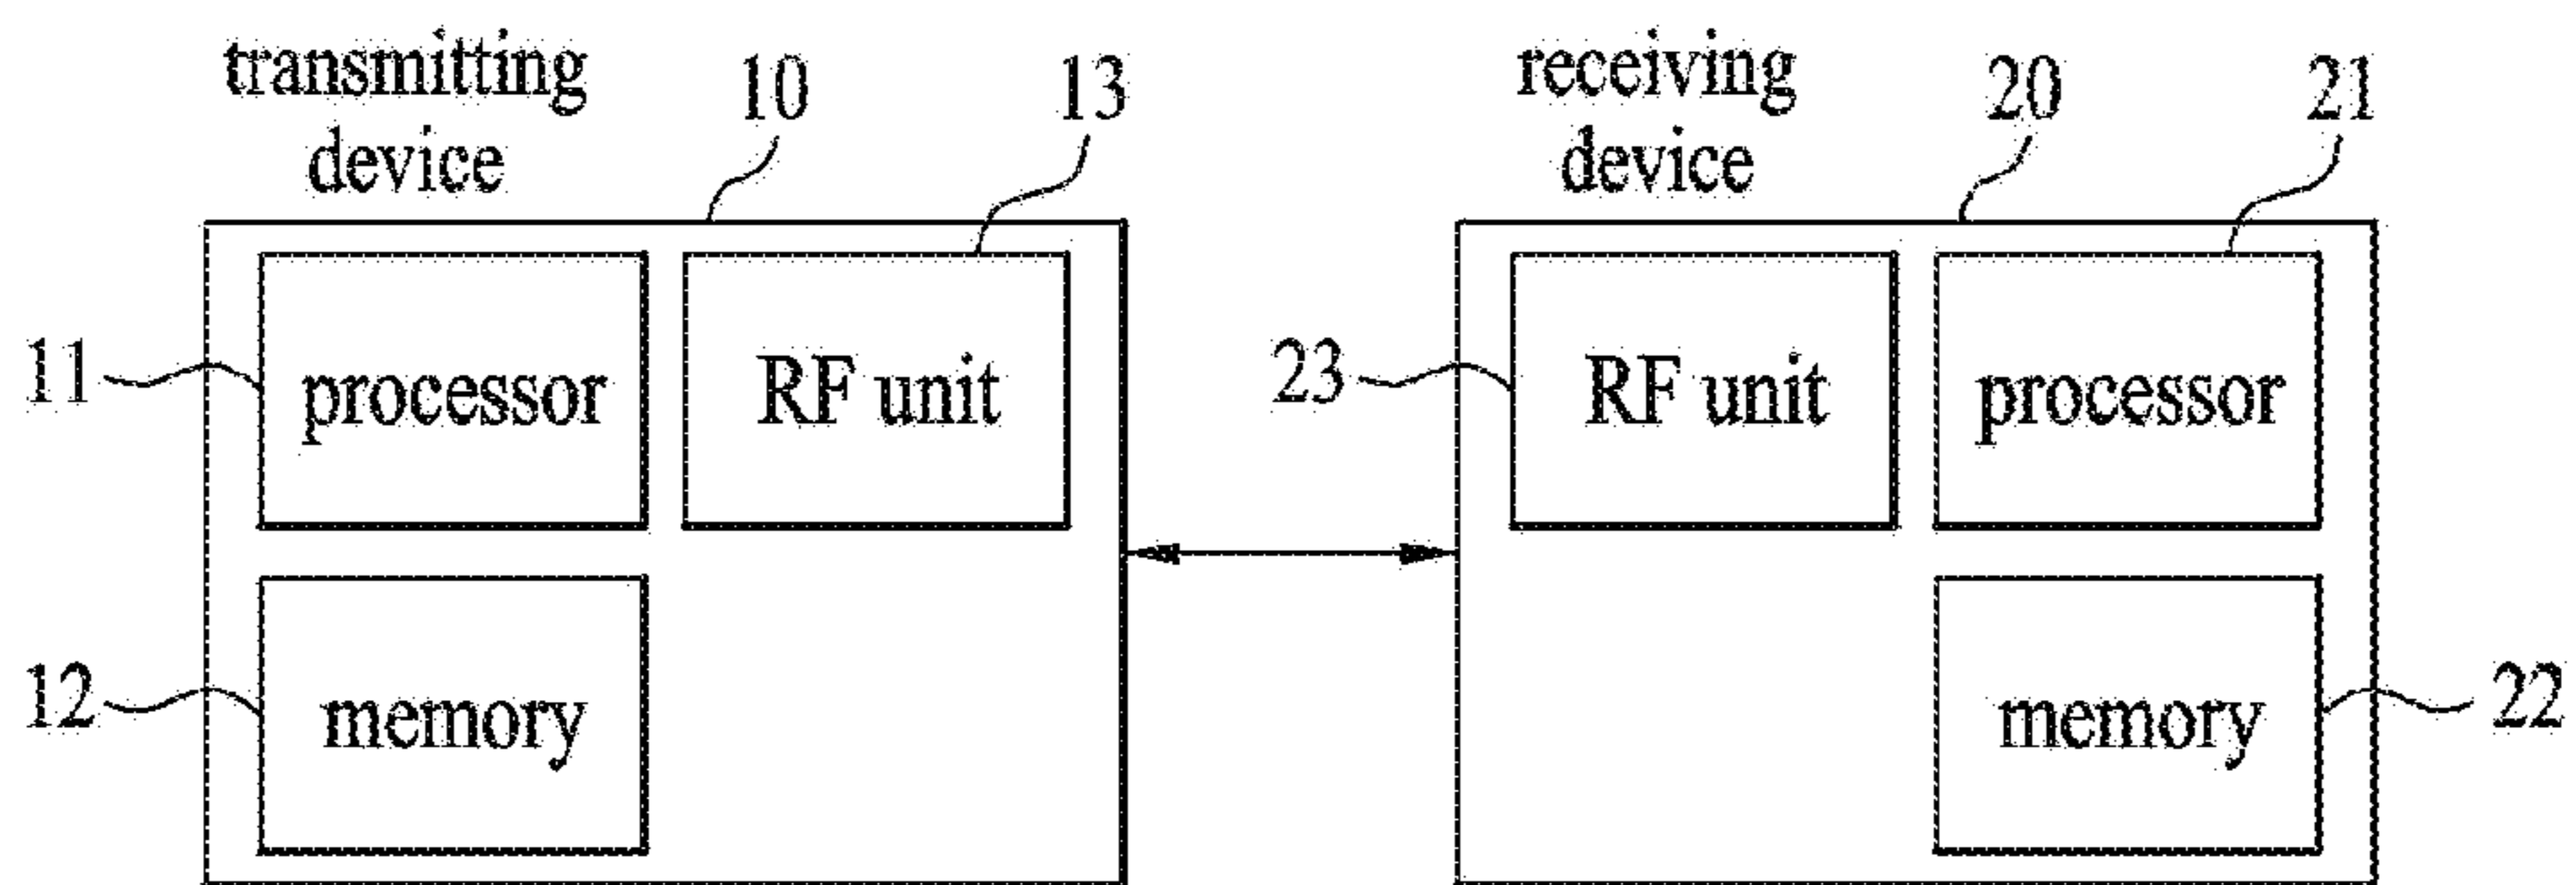 transmitting
device
10
13
receiving
device
20
21
11
processor
RF unit
23
RF unit
processor
12
memory
memory
22